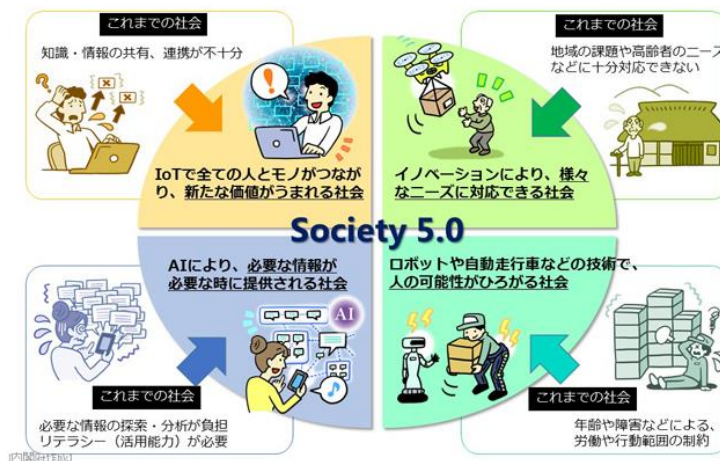 これまでの社会
知識・情報の共有、連携が不十分
IoTで全ての人とモノがつなが
り、新たな価値がうまれる社会
これまでの社会
地域の課題や高齢者のニーズ
などに十分対応できない
イノベーションにより、様々
なニーズに対応できる社会
Society 5.0
AIにより、必要な情報が
必要な時に提供される社会
AI
これまでの社会
必要な情報の探索・分析が負担
リテラシー（活用能力）が必要
ロボットや自動走行車などの技術で、
人の可能性がひろがる社会
これまでの社会
年齢や障害などによる、
労働や行動範囲の制約
[内閣府作成]